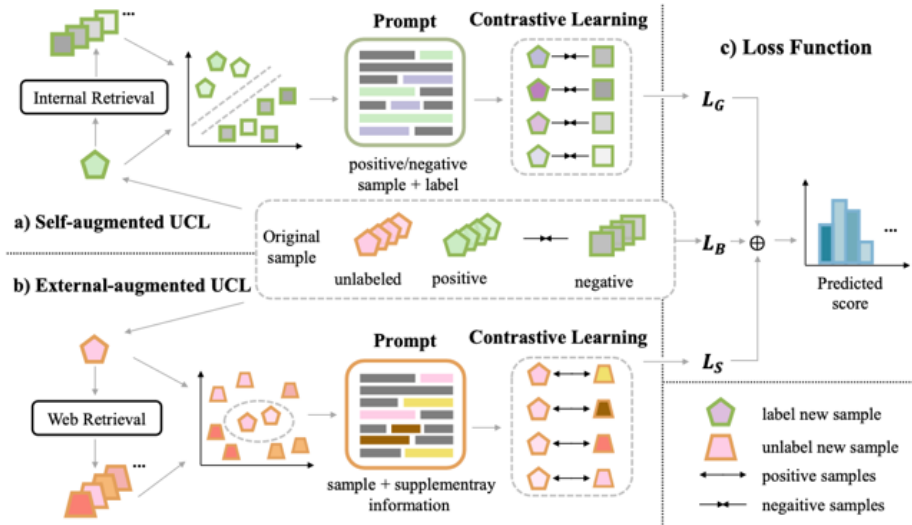 ...
Internal Retrieval
Prompt
positive/negative
sample + label
Contrastive Learning
c) Loss Function
L_G
a) Self-augmented UCL
Original
sample
unlabeled
positive
negative
L_B
⊕
...
Predicted
score
b) External-augmented UCL
Web Retrieval
...
Prompt
sample + supplementray
information
Contrastive Learning
L_S
label new sample
unlabel new sample
positive samples
negaitive samples